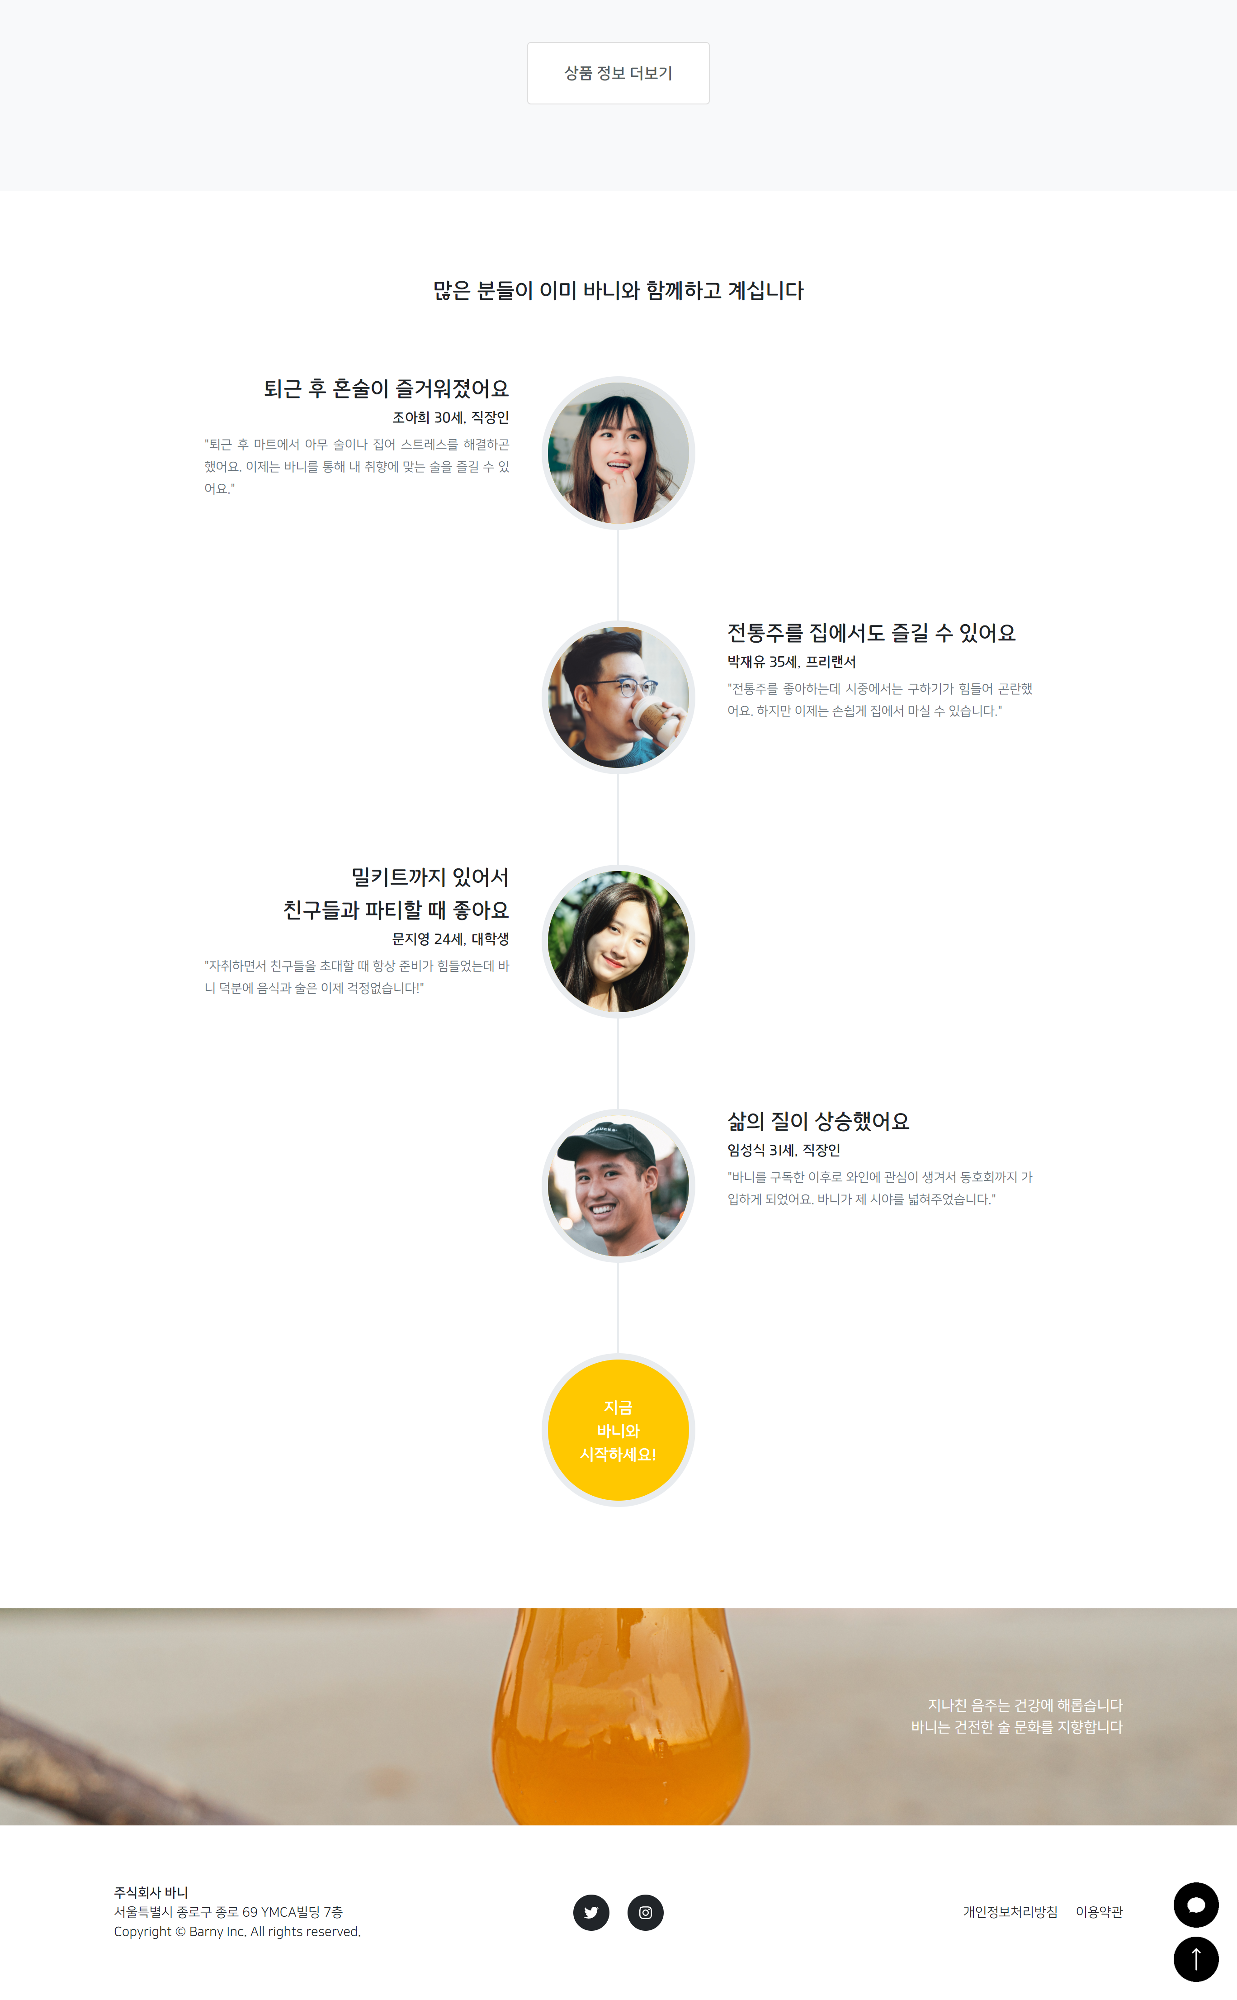 상품 정보 더보기
많은 분들이 이미 바니와 함께하고 계십니다
퇴근 후 혼술이 즐거워졌어요
조아희 30세, 직장인
"퇴근 후 마트에서 아무 술이나 집어 스트레스를 해결하곤
했어요. 이제는 바니를 통해 내 취향에 맞는 술을 즐길 수 있
어요."
전통주를 집에서도 즐길 수 있어요
박재유 35세, 프리랜서
"전통주를 좋아하는데 시중에서는 구하기가 힘들어 곤란했
어요. 하지만 이제는 손쉽게 집에서 마실 수 있습니다."
밀키트까지 있어서
친구들과 파티할 때 좋아요
문지영 24세, 대학생
"자취하면서 친구들을 초대할 때 항상 준비가 힘들었는데 바
니 덕분에 음식과 술은 이제 걱정없습니다!"
삶의 질이 상승했어요
임성식 31세, 직장인
"바니를 구독한 이후로 와인에 관심이 생겨서 동호회까지 가
입하게 되었어요. 바니가 제 시야를 넓혀주었습니다."
지금
바니와
시작하세요!
지나친 음주는 건강에 해롭습니다
바니는 건전한 술 문화를 지향합니다
주식회사 바니
서울특별시 종로구 종로 69 YMCA빌딩 7층
Copyright © Barny Inc. All rights reserved.
개인정보처리방침 이용약관